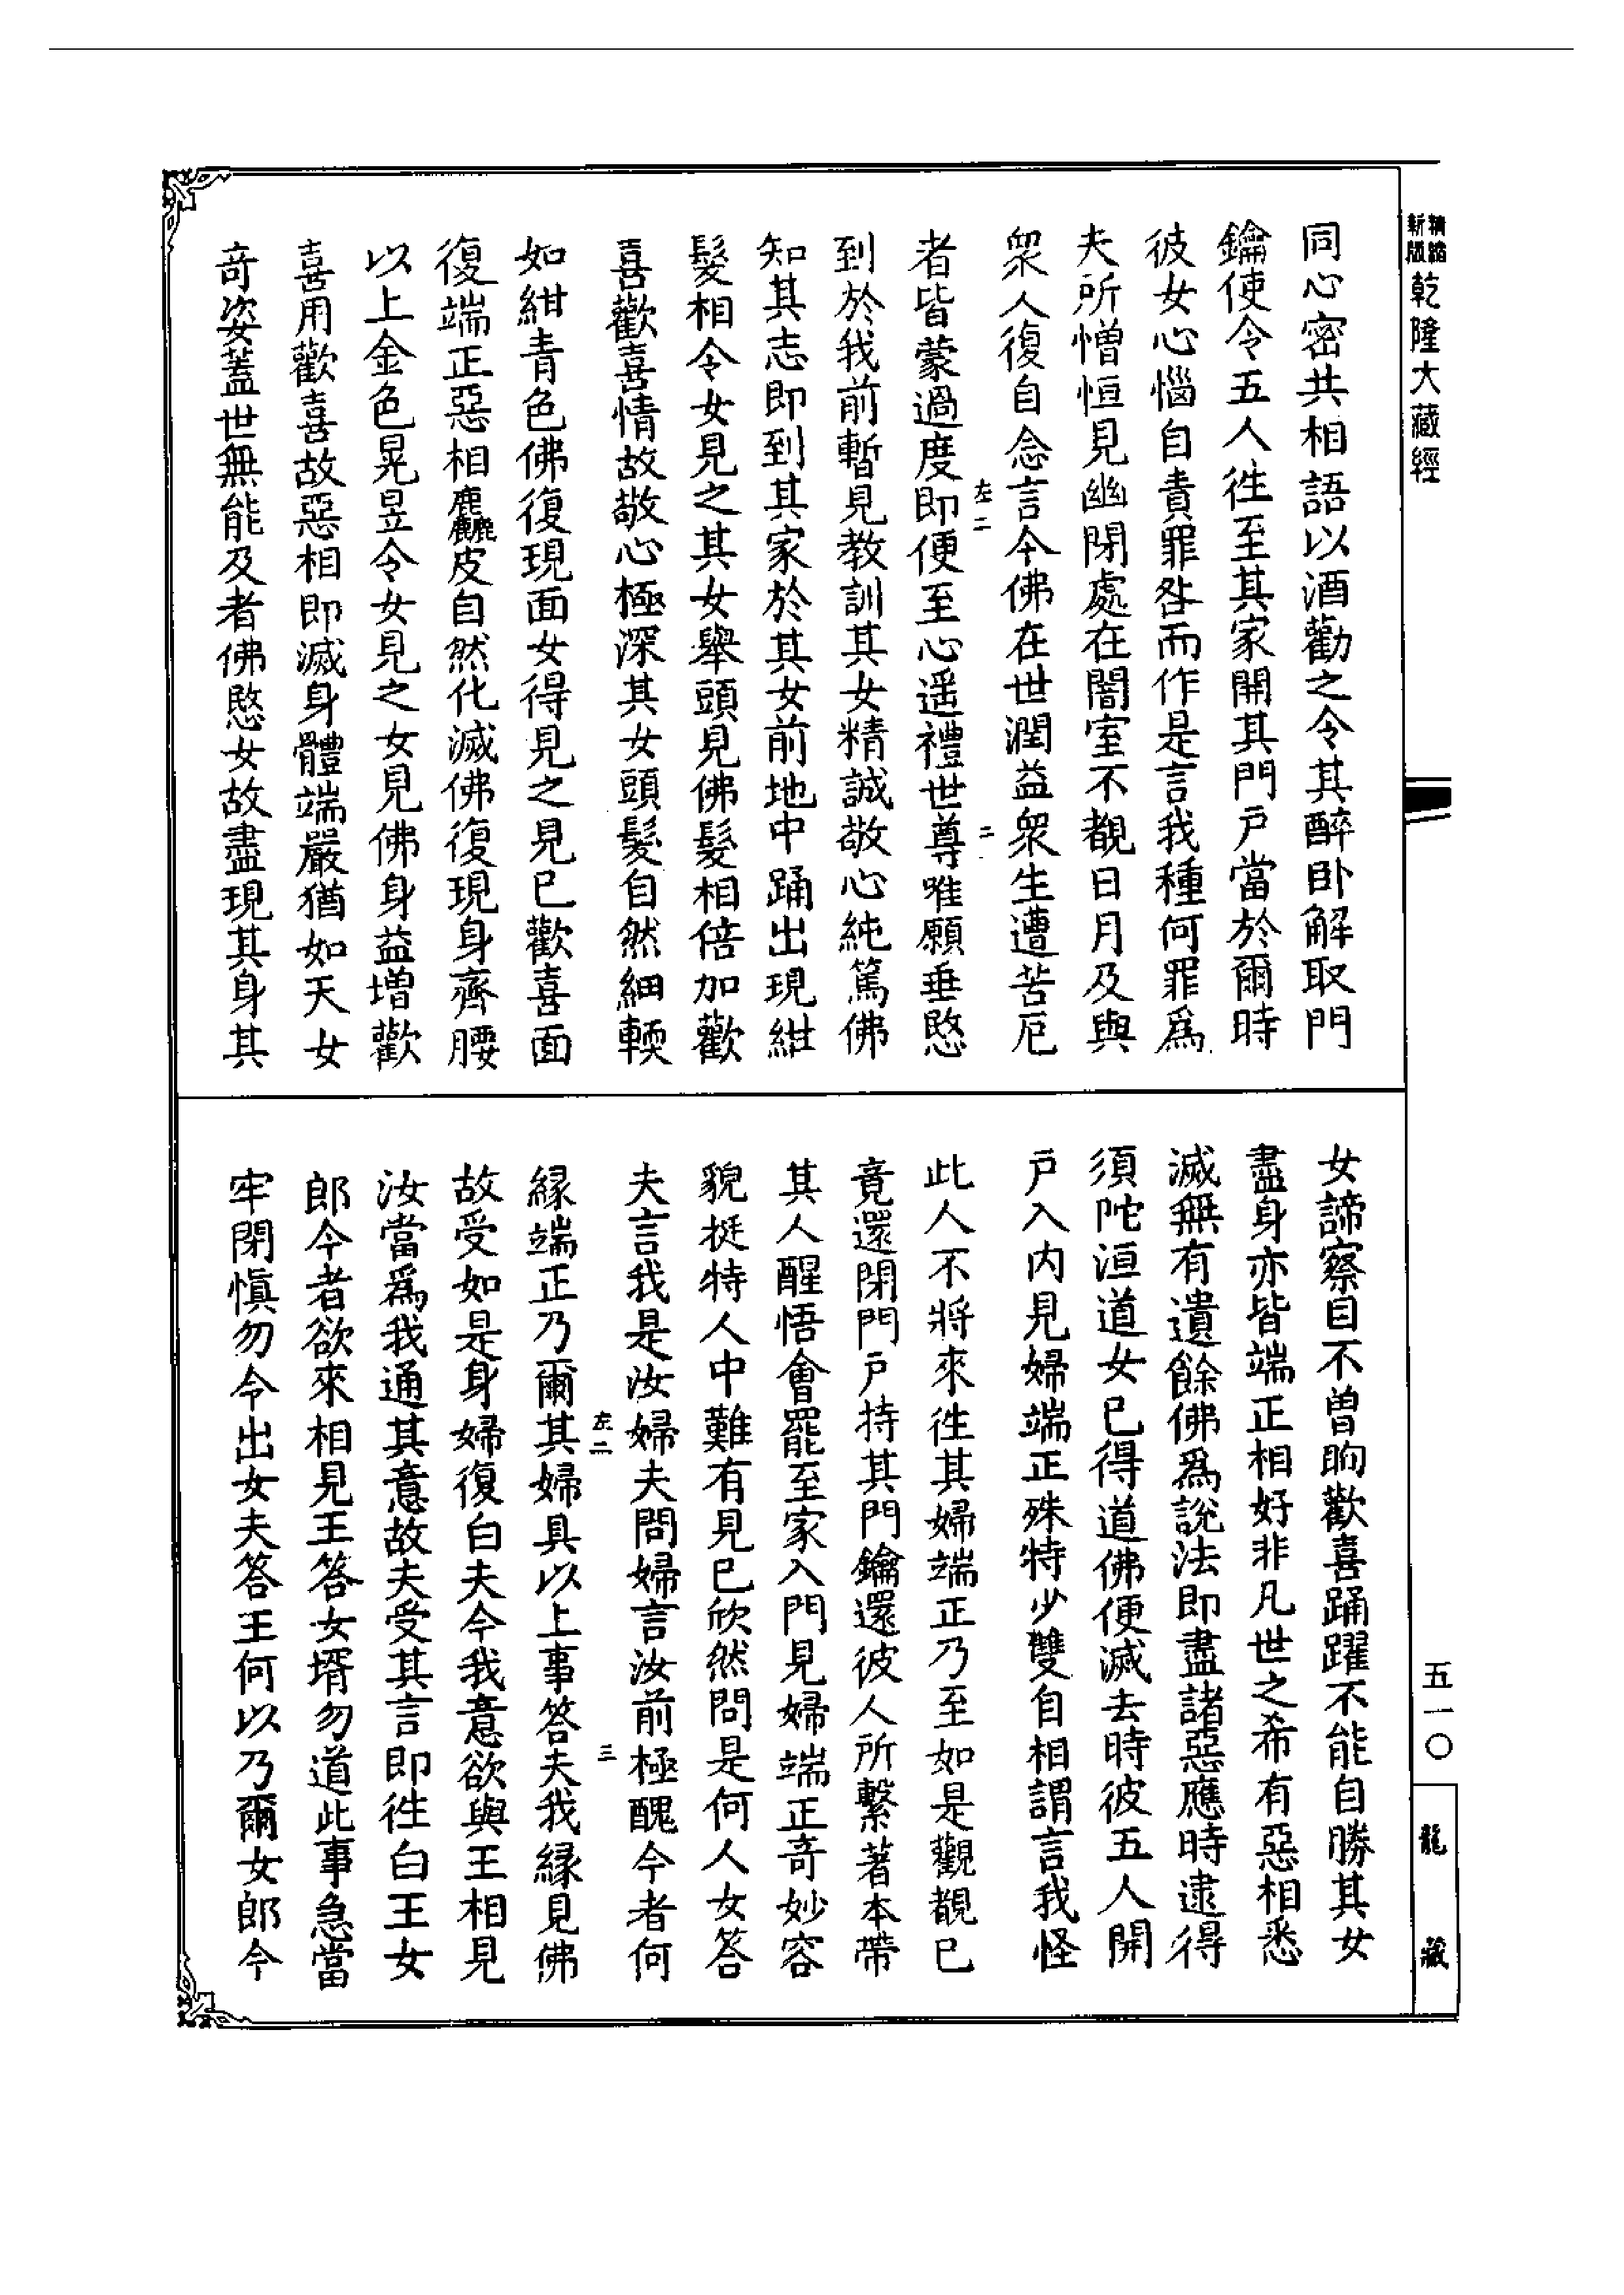 精縮
新版
乾隆大藏經
同心密共相語以酒勸之令其醉卧解取門
鑰使令五人徃至其家開其門戸當於爾時
彼女心惱自責罪咎而作是言我種何罪爲
夫所憎恒見幽閉處在闇室不覩日月及與
衆人復自念言今佛在世潤益衆生遭苦厄
左二
二
者皆蒙過度即便至心遥禮世尊唯願垂愍
到於我前暫見教訓其女精誠敬心純篤佛
知其志即到其家於其女前地中踊出現紺
髮相令女見之其女舉頭見佛髮相倍加歡
喜歡喜情故敬心極深其女頭髮自然細輭
如紺青色佛復現面女得見之見已歡喜面
復端正惡相麤皮自然化滅佛復現身齊腰
以上金色晃昱令女見之女見佛身益增歡
喜用歡喜故惡相即滅身體端嚴猶如天女
奇姿蓋世無能及者佛愍女故盡現其身其
女諦察目不曾眴歡喜踊躍不能自勝其女
盡身亦皆端正相好非凡世之希有惡相悉
滅無有遺餘佛爲說法即盡諸惡應時逮得
須陀洹道女已得道佛便滅去時彼五人開
戸入内見婦端正殊特少雙自相謂言我怪
此人不將來徃其婦端正乃至如是觀覩已
竟還閉門戸持其門鑰還彼人所繫著本帶
其人醒悟會罷至家入門見婦端正奇妙容
貌挺特人中難有見已欣然問是何人女答
夫言我是汝婦夫問婦言汝前極醜今者何
左二
三
緣端正乃爾其婦具以上事答夫我緣見佛
故受如是身婦復白夫今我意欲與王相見
汝當爲我通其意故夫受其言即徃白王女
郎今者欲來相見王答女壻勿道此事急當
牢閉愼勿令出女夫答王何以乃爾女郎今
五一〇
龍藏